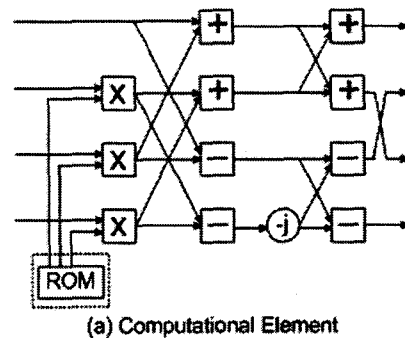 + +
X + +
X − −
X − -j −
ROM
(a) Computational Element